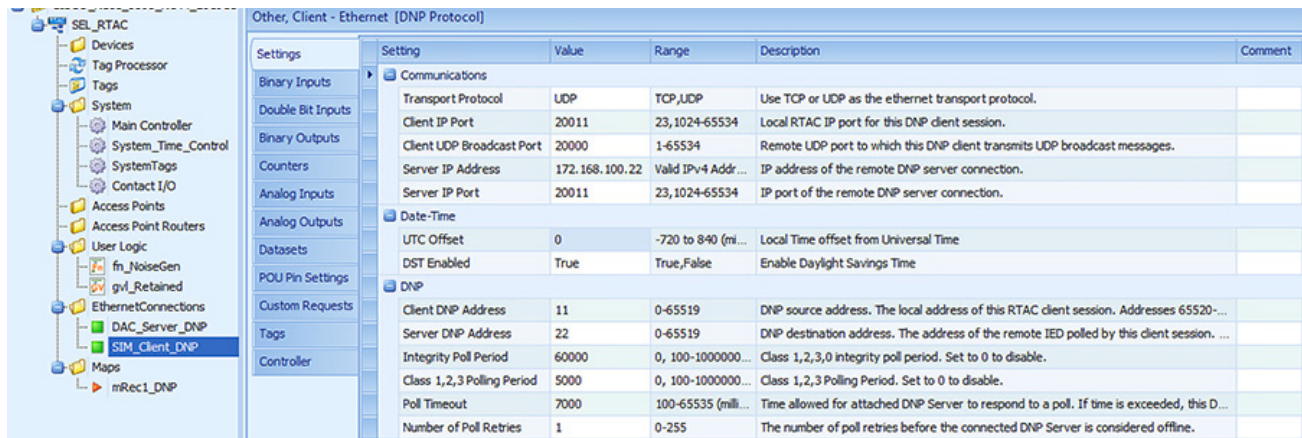 SEL_RTAC
Devices
Tag Processor
Tags
System
Main Controller
System_Time_Control
SystemTags
Contact I/O
Access Points
Access Point Routers
User Logic
fn_NoiseGen
gvl_Retained
EthernetConnections
DAC_Server_DNP
SIM_Client_DNP
Maps
mRec1_DNP
Other, Client - Ethernet [DNP Protocol]
Settings
Binary Inputs
Double Bit Inputs
Binary Outputs
Counters
Analog Inputs
Analog Outputs
Datasets
POU Pin Settings
Custom Requests
Tags
Controller
Setting Value Range Description Comment
Communications
Transport Protocol UDP TCP,UDP Use TCP or UDP as the ethernet transport protocol.
Client IP Port 20011 23,1024-65534 Local RTAC IP port for this DNP client session.
Client UDP Broadcast Port 20000 1-65534 Remote UDP port to which this DNP client transmits UDP broadcast messages.
Server IP Address 172.168.100.22 Valid IPv4 Addr... IP address of the remote DNP server connection.
Server IP Port 20011 23,1024-65534 IP port of the remote DNP server connection.
Date-Time
UTC Offset 0 -720 to 840 (mi... Local Time offset from Universal Time
DST Enabled True True,False Enable Daylight Savings Time
DNP
Client DNP Address 11 0-65519 DNP source address. The local address of this RTAC client session. Addresses 65520-...
Server DNP Address 22 0-65519 DNP destination address. The address of the remote IED polled by this client session. ...
Integrity Poll Period 60000 0, 100-1000000... Class 1,2,3,0 integrity poll period. Set to 0 to disable.
Class 1,2,3 Polling Period 5000 0, 100-1000000... Class 1,2,3 Polling Period. Set to 0 to disable.
Poll Timeout 7000 100-65535 (milli... Time allowed for attached DNP Server to respond to a poll. If time is exceeded, this D...
Number of Poll Retries 1 0-255 The number of poll retries before the connected DNP Server is considered offline.